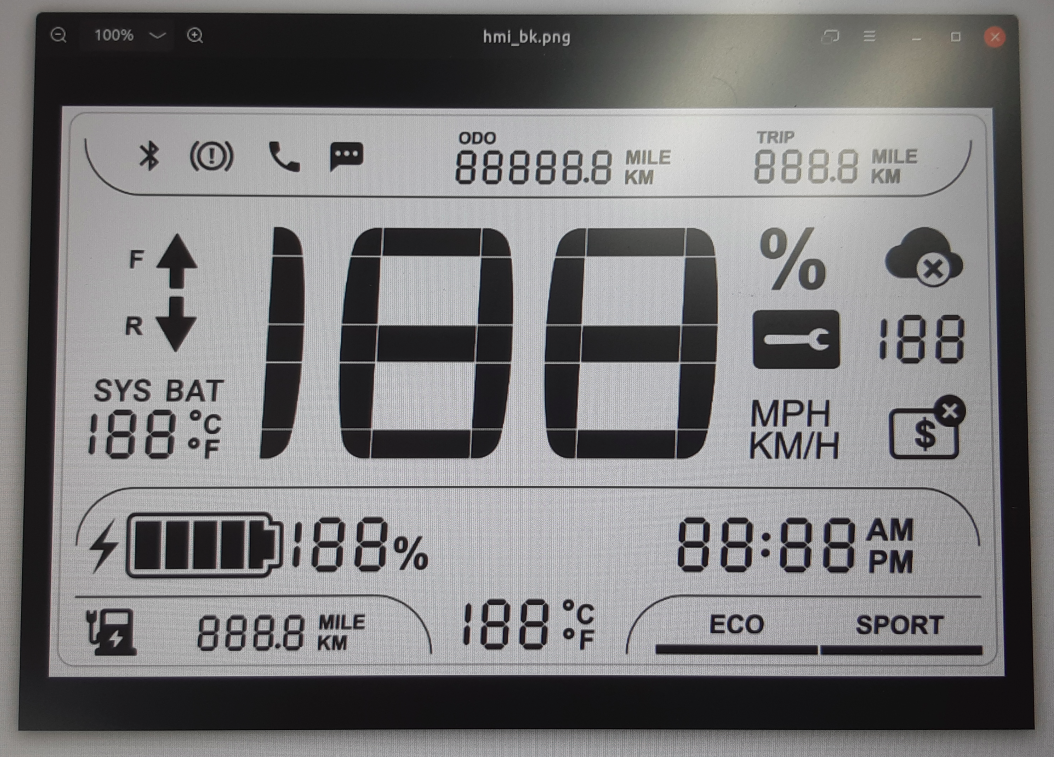 100%
hmi_bk.png
ODO
88888.8 MILE
KM
TRIP
888.8 MILE
KM
F
R
SYS BAT
188 °C
°F
188
%
188
MPH
KM/H
$
188%
88:88 AM
PM
888.8 MILE
KM
188 °C
°F
ECO
SPORT